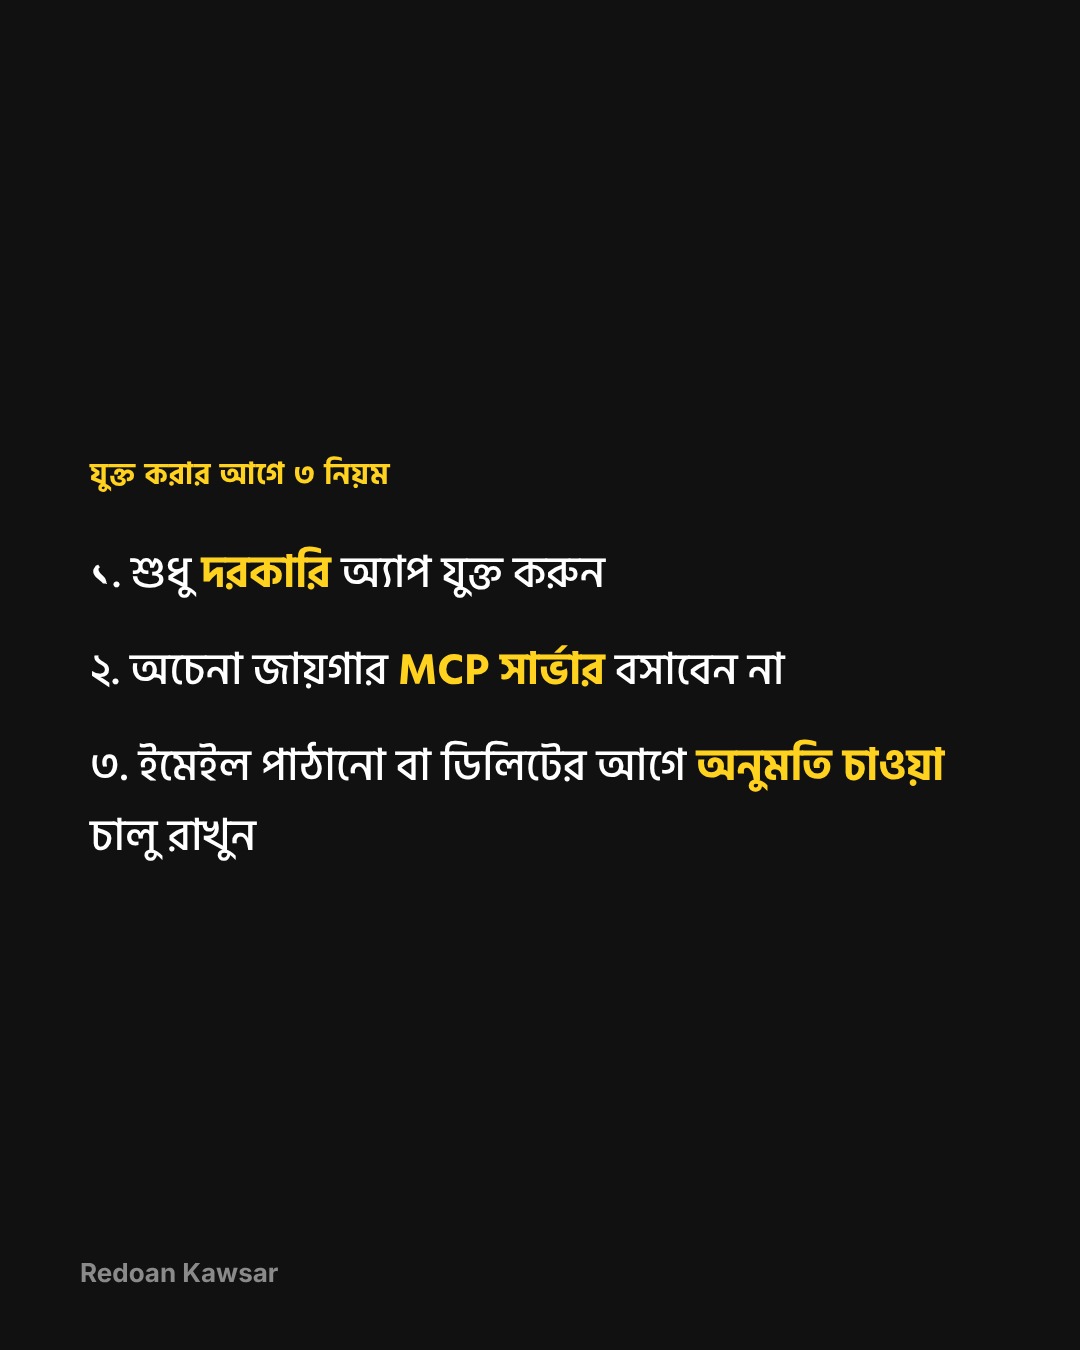 যুক্ত করার আগে ৩ নিয়ম
১. শুধু দরকারি অ্যাপ যুক্ত করুন
২. অচেনা জায়গার MCP সার্ভার বসাবেন না
৩. ইমেইল পাঠানো বা ডিলিটের আগে অনুমতি চাওয়া
চালু রাখুন
Redoan Kawsar